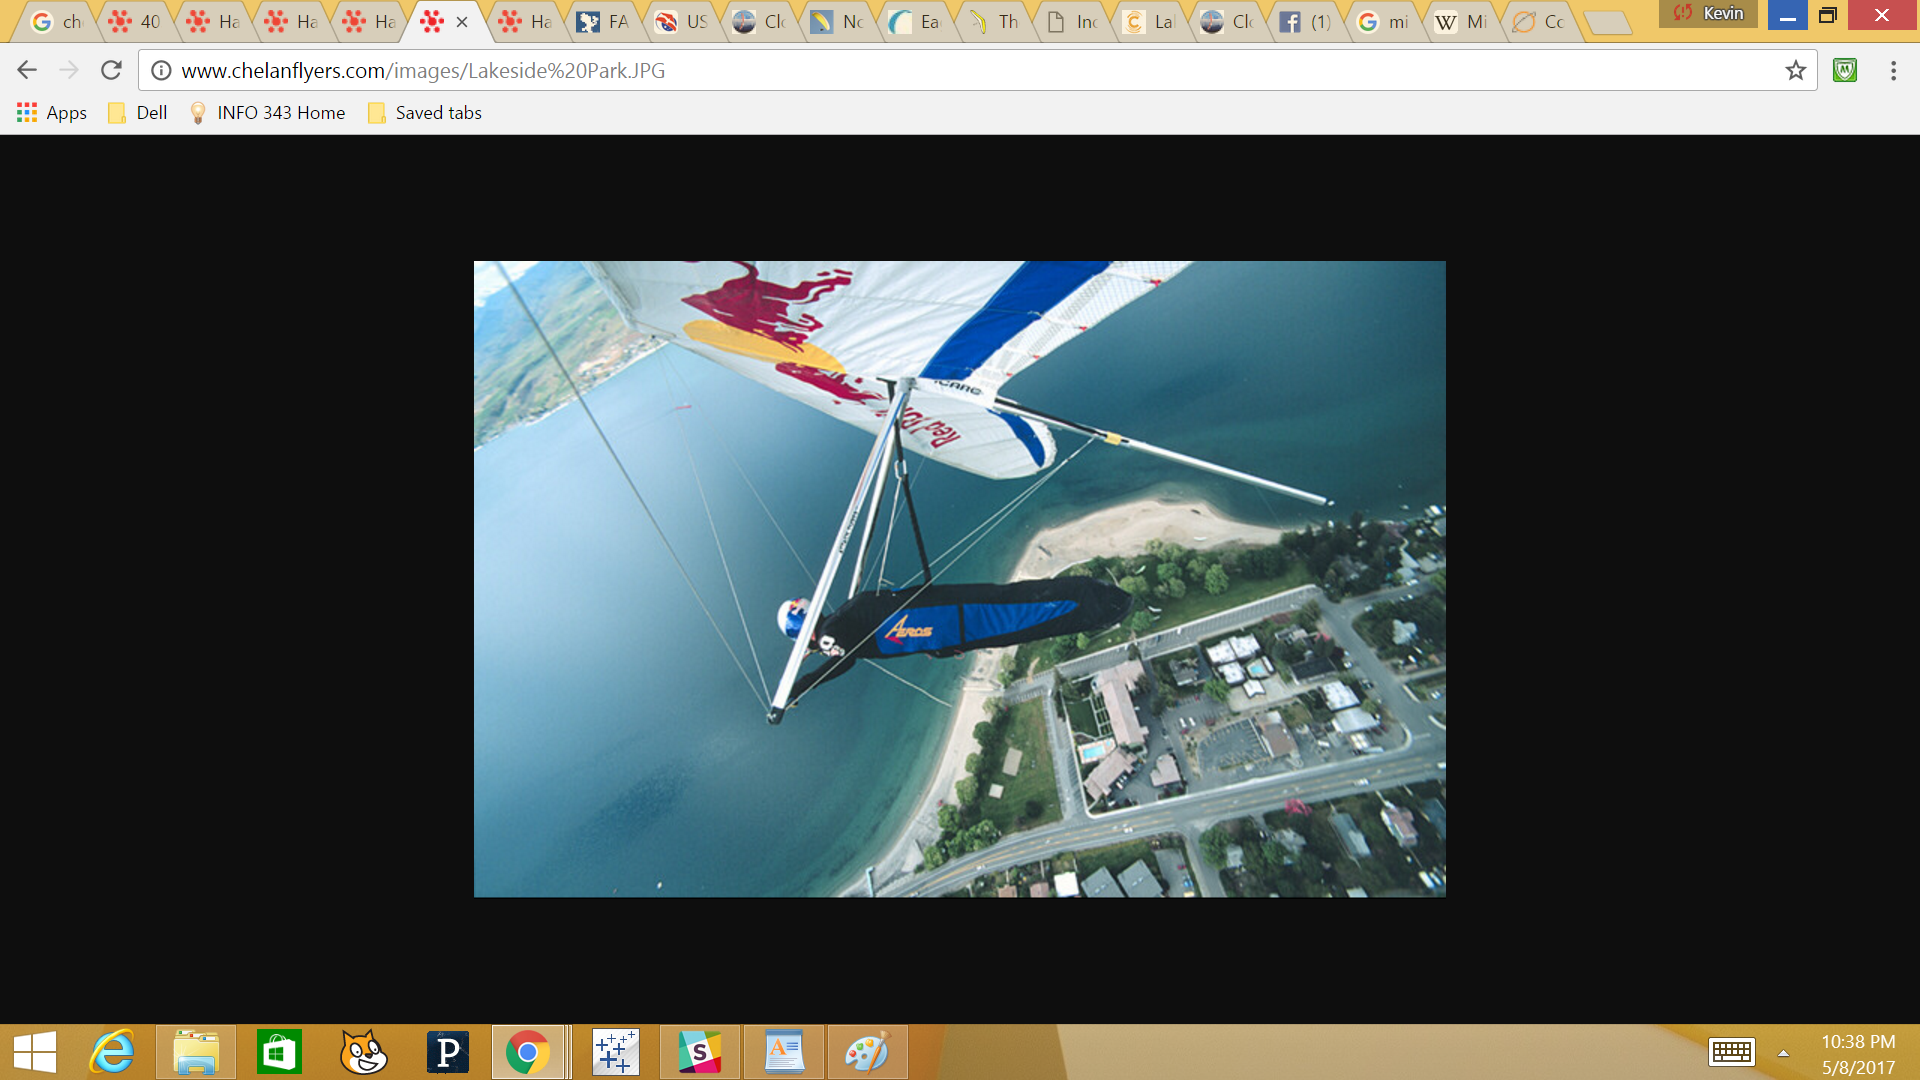 ch
40
Ha
Ha
Ha
Ha
FA
US
Clo
No
Ea
Th
Inc
Lal
Clo
(1)
mi
Mi
Cc
Kevin
www.chelanflyers.com/images/Lakeside%20Park.JPG
Apps
Dell
INFO 343 Home
Saved tabs
ICARO
Red Bull
AEROS
10:38 PM
5/8/2017